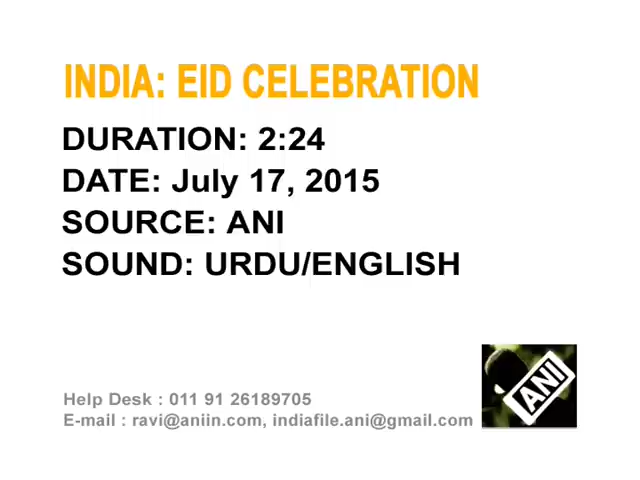 INDIA: EID CELEBRATION
DURATION: 2:24
DATE: July 17, 2015
SOURCE: ANI
SOUND: URDU/ENGLISH
Help Desk : 011 91 26189705
E-mail : ravi@aniin.com, indiafile.ani@gmail.com
ANI